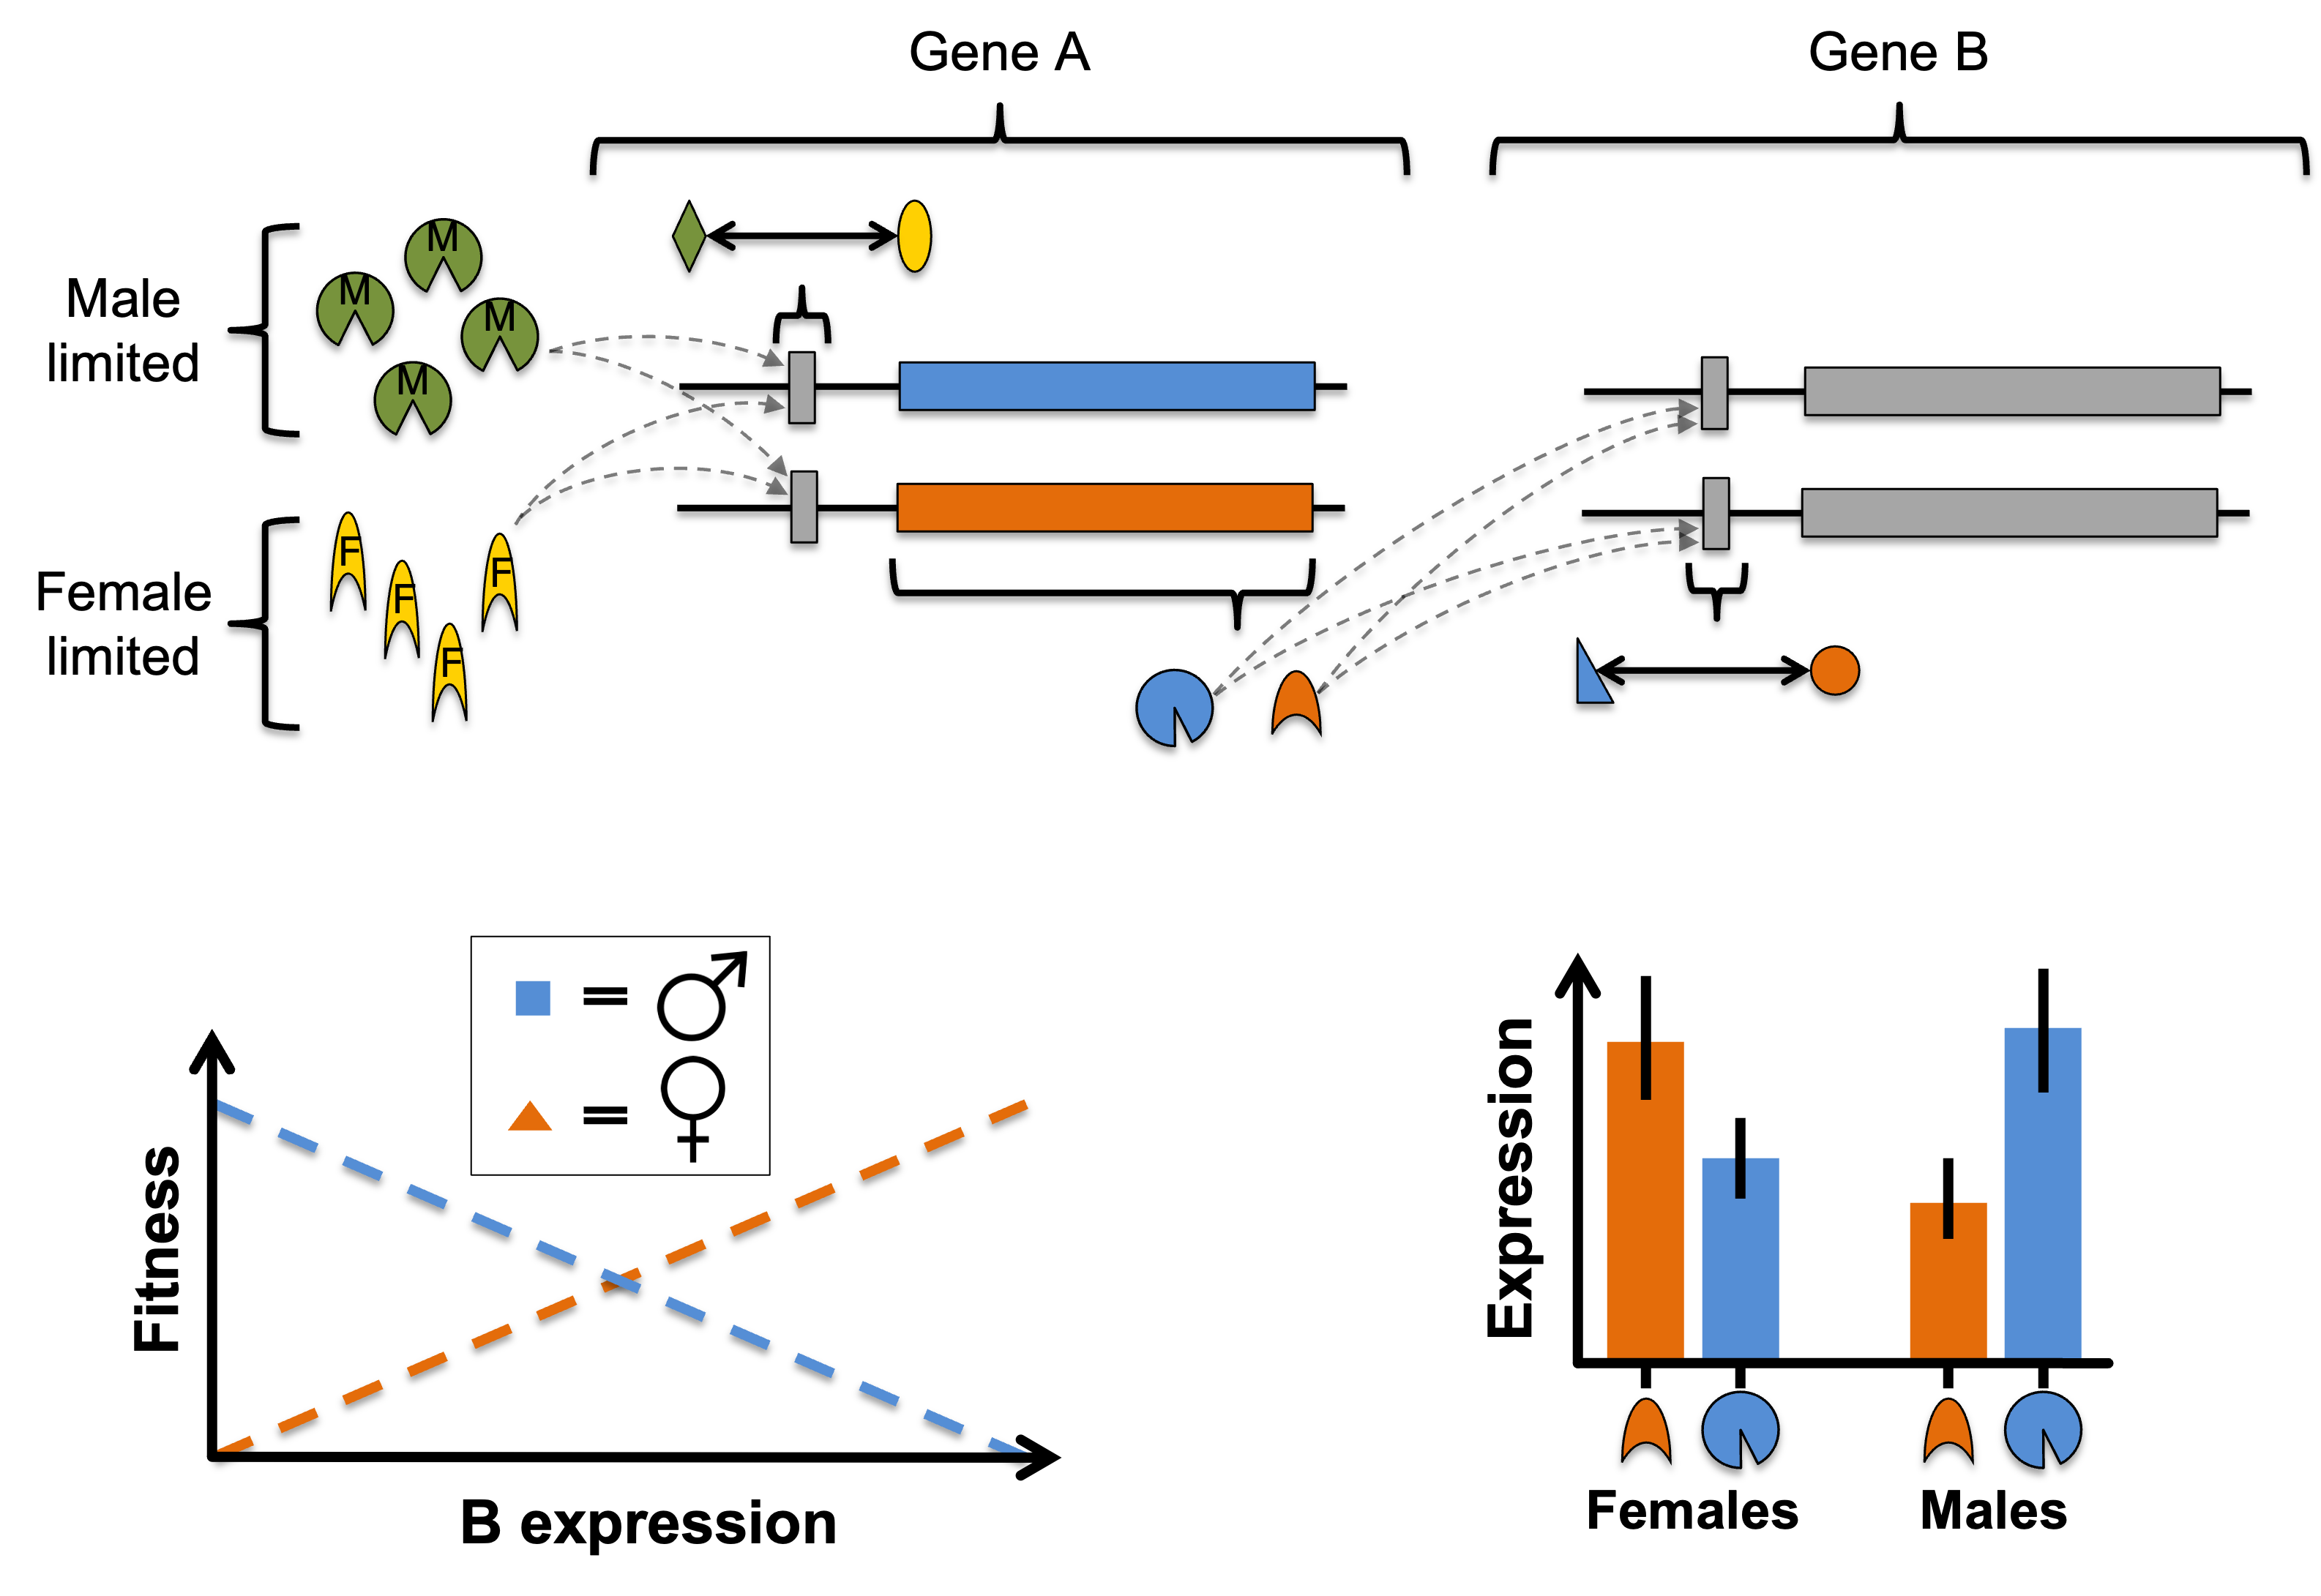 Gene A
Gene B
Male
limited
M
M
M
M
Female
limited
F
F
F
F
=
=
Fitness
B expression
Expression
Females
Males